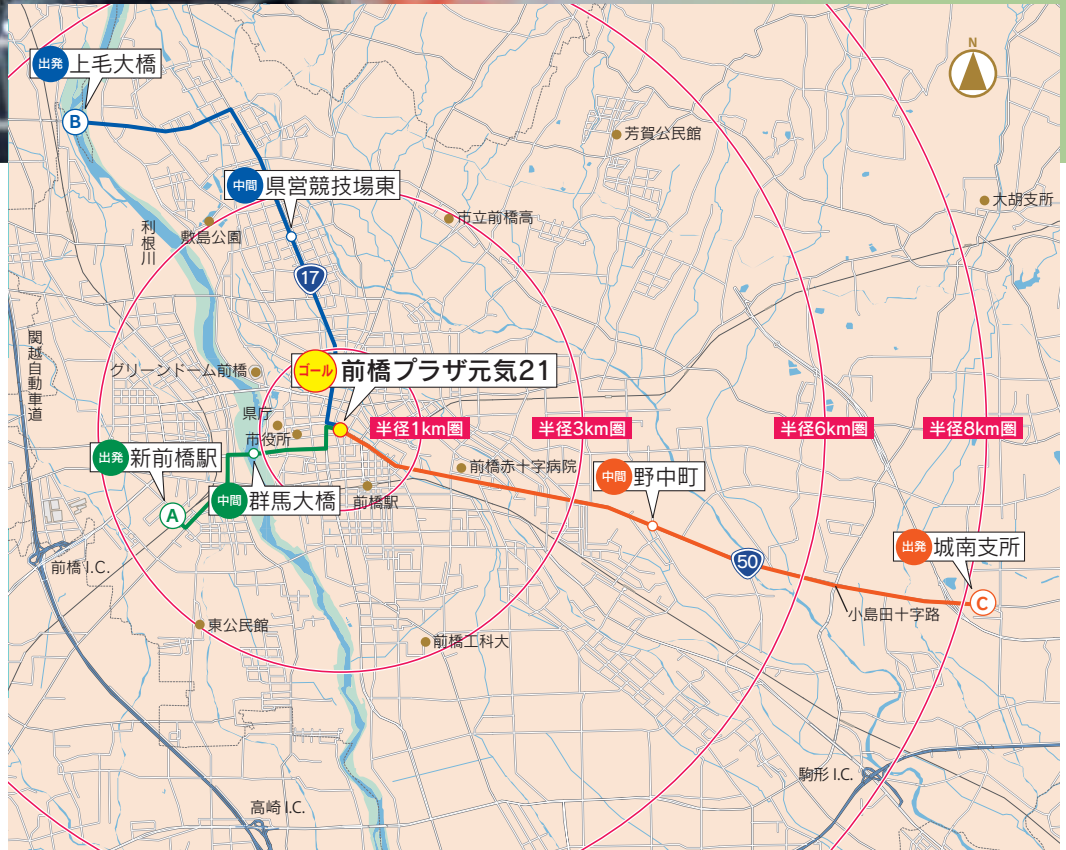 N
出発 上毛大橋
B
芳賀公民館
中間 県営競技場東
大胡支所
市立前橋高
利根川
敷島公園
17
関越自動車道
グリーンドーム前橋
ゴール 前橋プラザ元気21
県庁
市役所
半径1km圏
半径3km圏
半径6km圏
半径8km圏
出発 新前橋駅
前橋赤十字病院
中間 野中町
中間 群馬大橋
前橋駅
A
出発 城南支所
前橋I.C.
50
C
小島田十字路
東公民館
前橋工科大
駒形I.C.
高崎I.C.